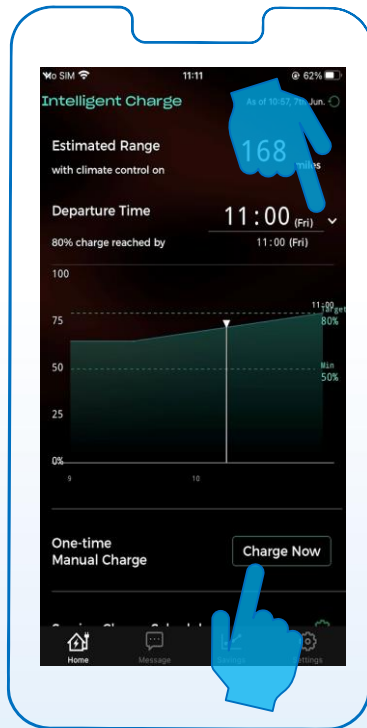 No SIM 11:11 62%
Intelligent Charge As of 10:57, 7th Jun.
Estimated Range 168
with climate control on miles
Departure Time 11:00 (Fri)
80% charge reached by 11:00 (Fri)
100
11:00
Target
75 80%
50 Min
50%
25
0%
9 10
One-time
Manual Charge Charge Now
Home Message Savings Settings